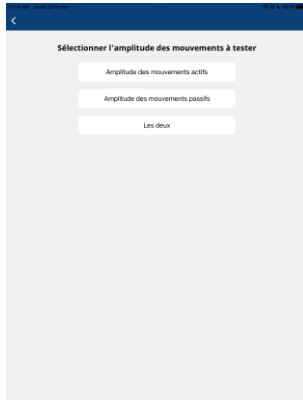 Sélectionner l'amplitude des mouvements à tester
Amplitude des mouvements actifs
Amplitude des mouvements passifs
Les deux